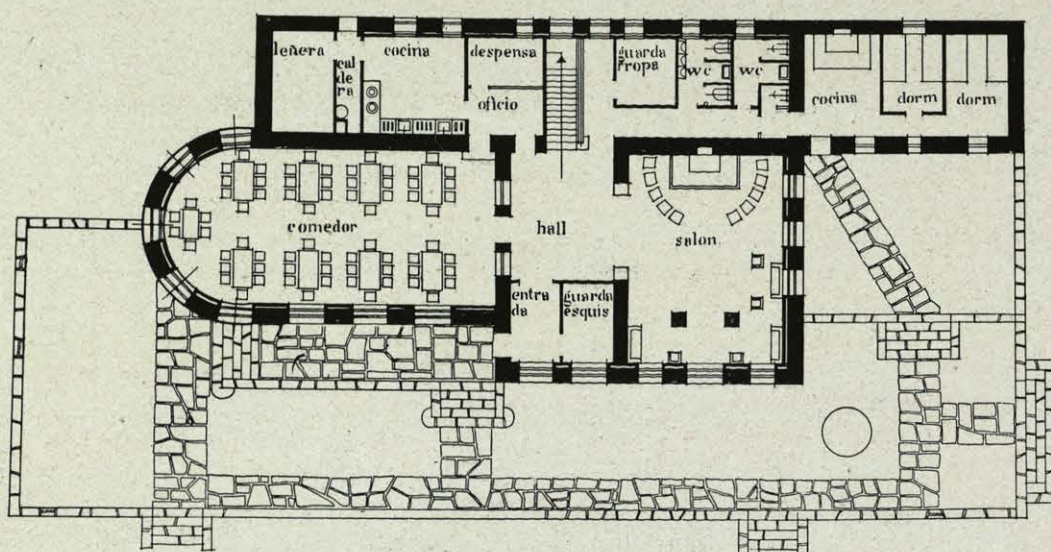 leñera
cal
de
ra
cocina
despensa
oficio
guarda
rropa
wc
wc
cocina
dorm
dorm
comedor
hall
salon
entra
da
guarda
esquis